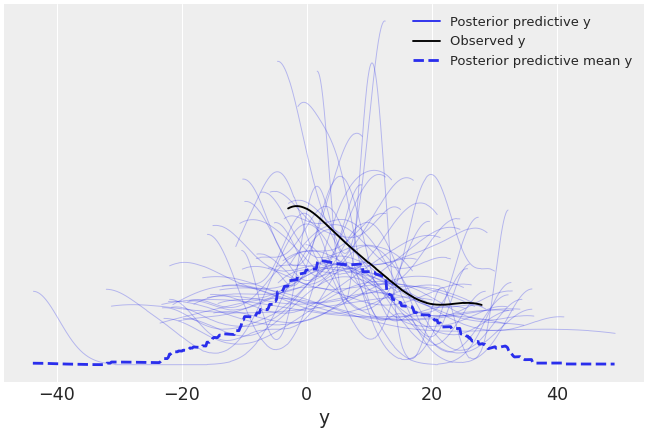 Posterior predictive y
Observed y
Posterior predictive mean y
−40 −20 0 20 40
y